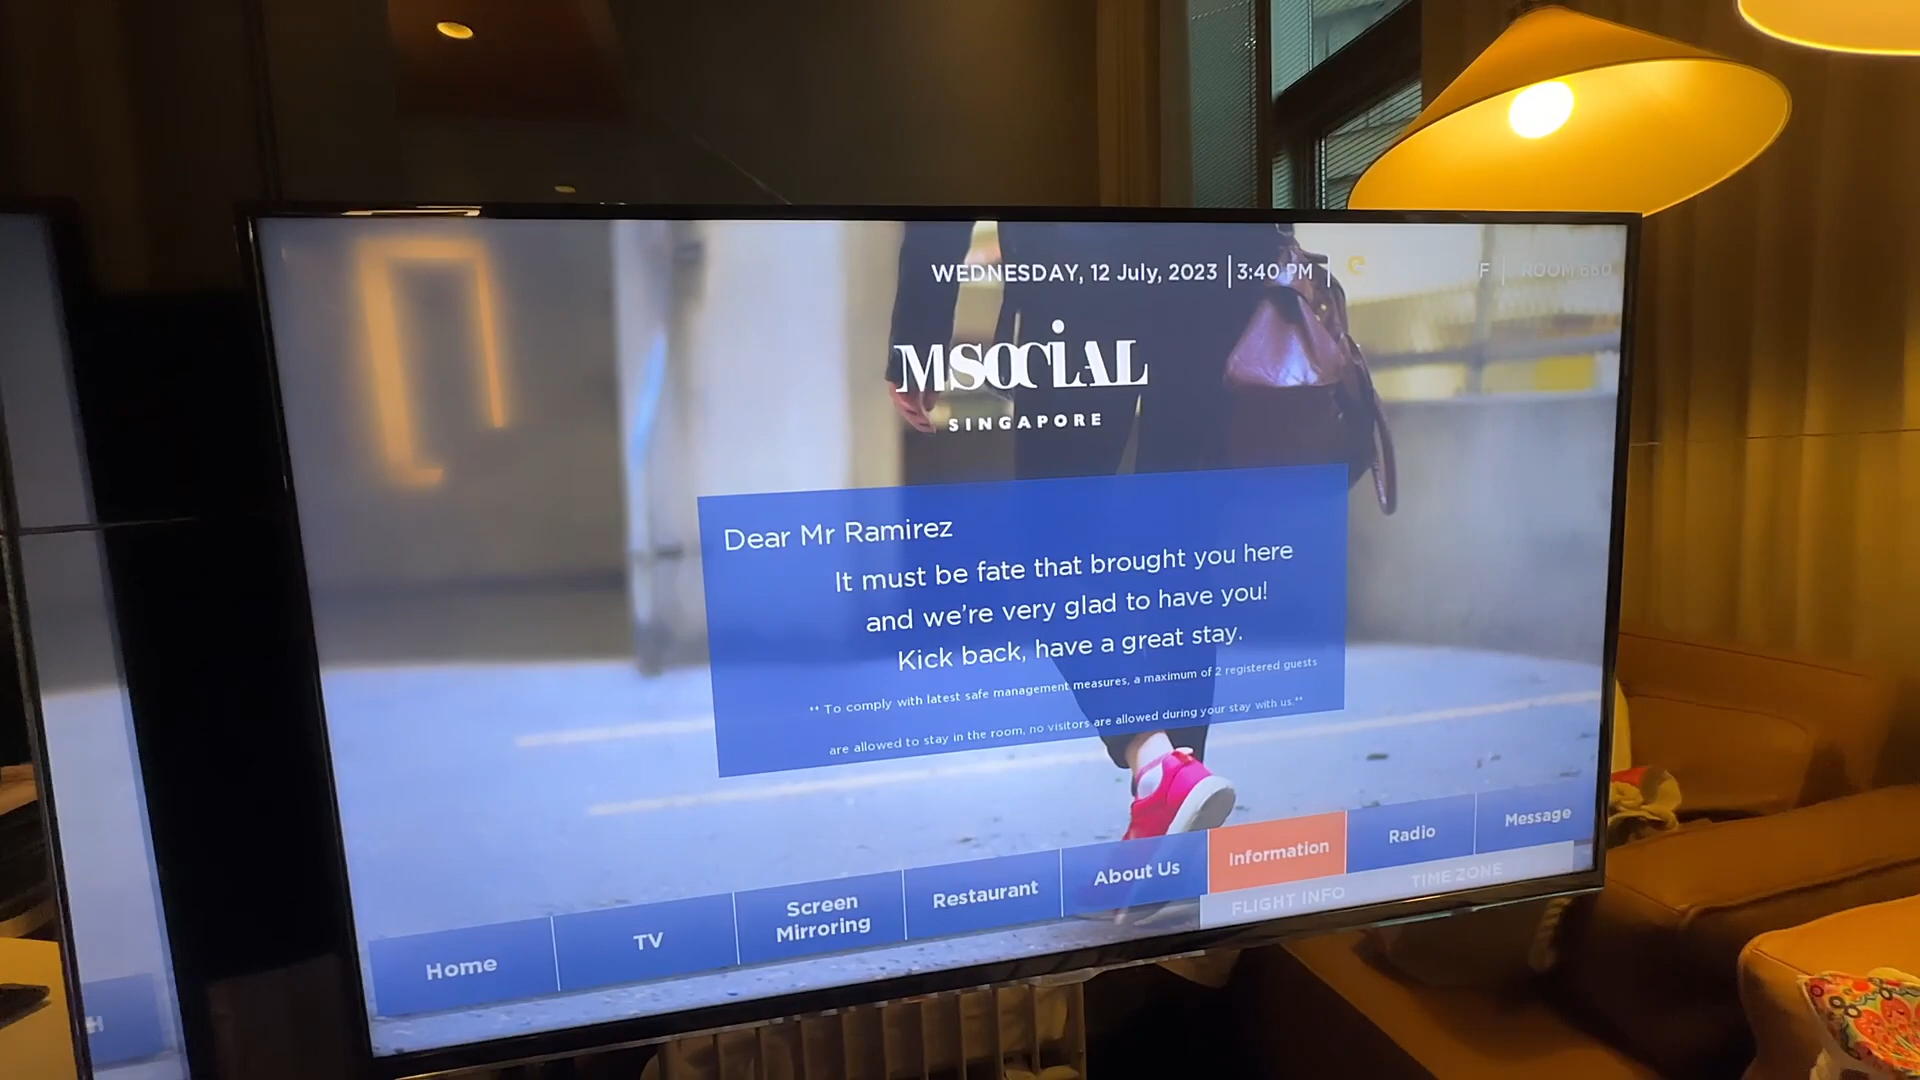 WEDNESDAY, 12 July, 2023 | 3:40 PM | F | ROOM 660
MSOCiAL
SINGAPORE
Dear Mr Ramirez
It must be fate that brought you here
and we're very glad to have you!
Kick back, have a great stay.
** To comply with latest safe management measures, a maximum of 2 registered guests
are allowed to stay in the room, no visitors are allowed during your stay with us.**
Home
TV
Screen
Mirroring
Restaurant
About Us
Information
Radio
Message
FLIGHT INFO
TIME ZONE